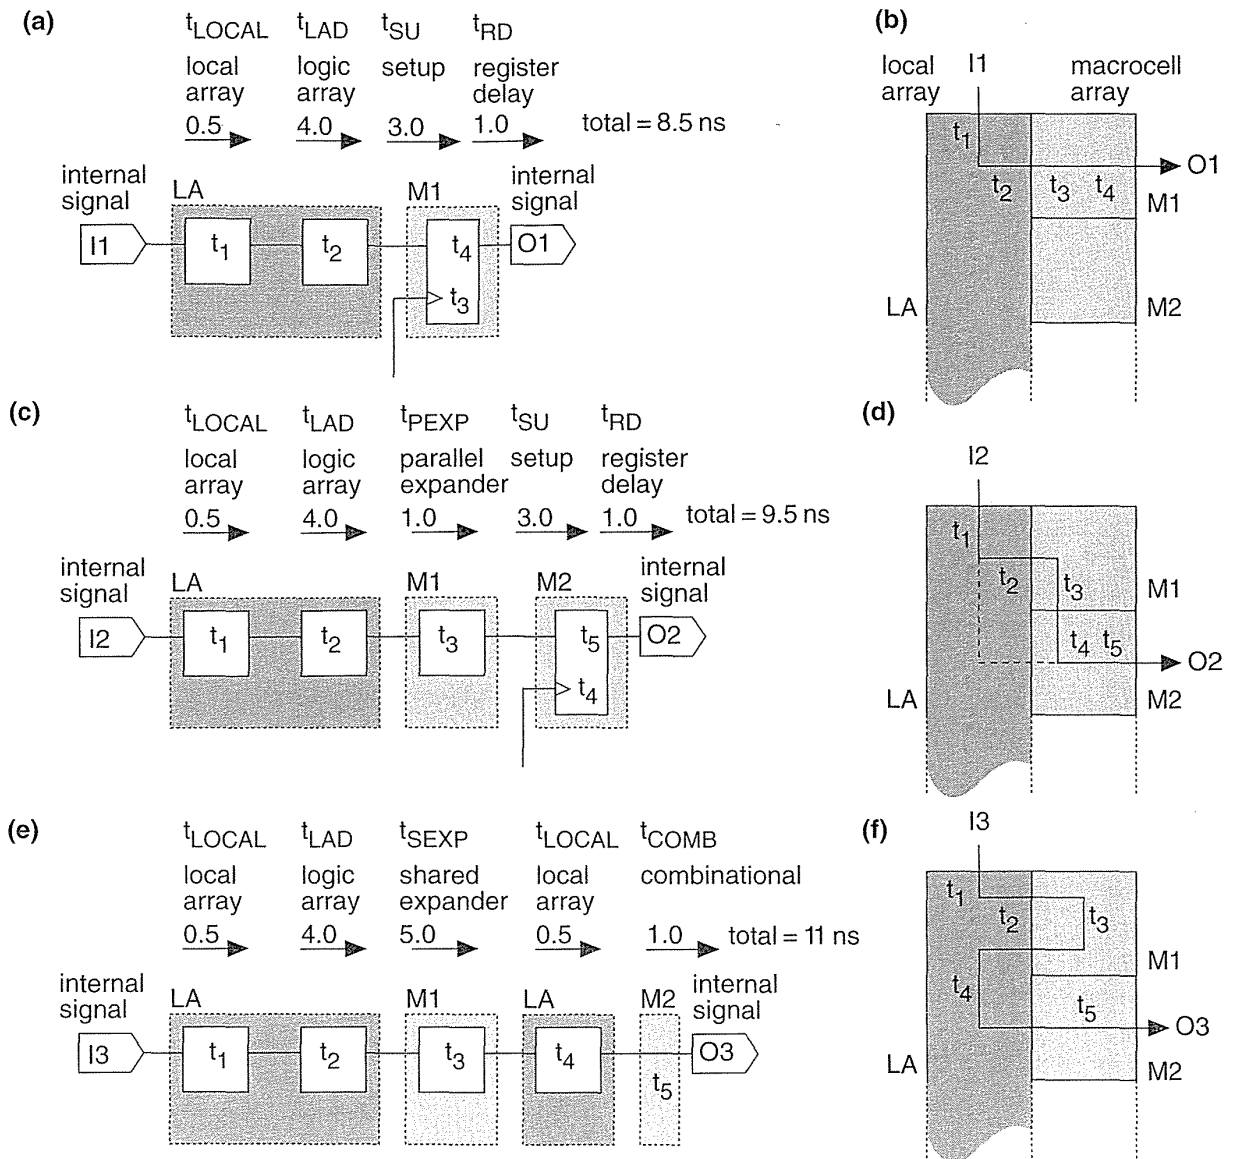 (a)
tLOCAL tLAD tSU tRD
local array logic array setup register delay
0.5 4.0 3.0 1.0 total = 8.5 ns
internal signal LA M1 internal signal
I1 t1 t2 t4 O1
t3
(b)
local array I1 macrocell array
t1
O1
t2 t3 t4 M1
LA M2
(c)
tLOCAL tLAD tPEXP tSU tRD
local array logic array parallel expander setup register delay
0.5 4.0 1.0 3.0 1.0 total = 9.5 ns
internal signal LA M1 M2 internal signal
I2 t1 t2 t3 t5 O2
t4
(d)
I2
t1
t2 t3 M1
t4 t5 O2
LA M2
(e)
tLOCAL tLAD tSEXP tLOCAL tCOMB
local array logic array shared expander local array combinational
0.5 4.0 5.0 0.5 1.0 total = 11 ns
internal signal LA M1 LA M2 internal signal
I3 t1 t2 t3 t4 O3
t5
(f)
I3
t1 t2 t3
M1
t4 t5
O3
LA M2